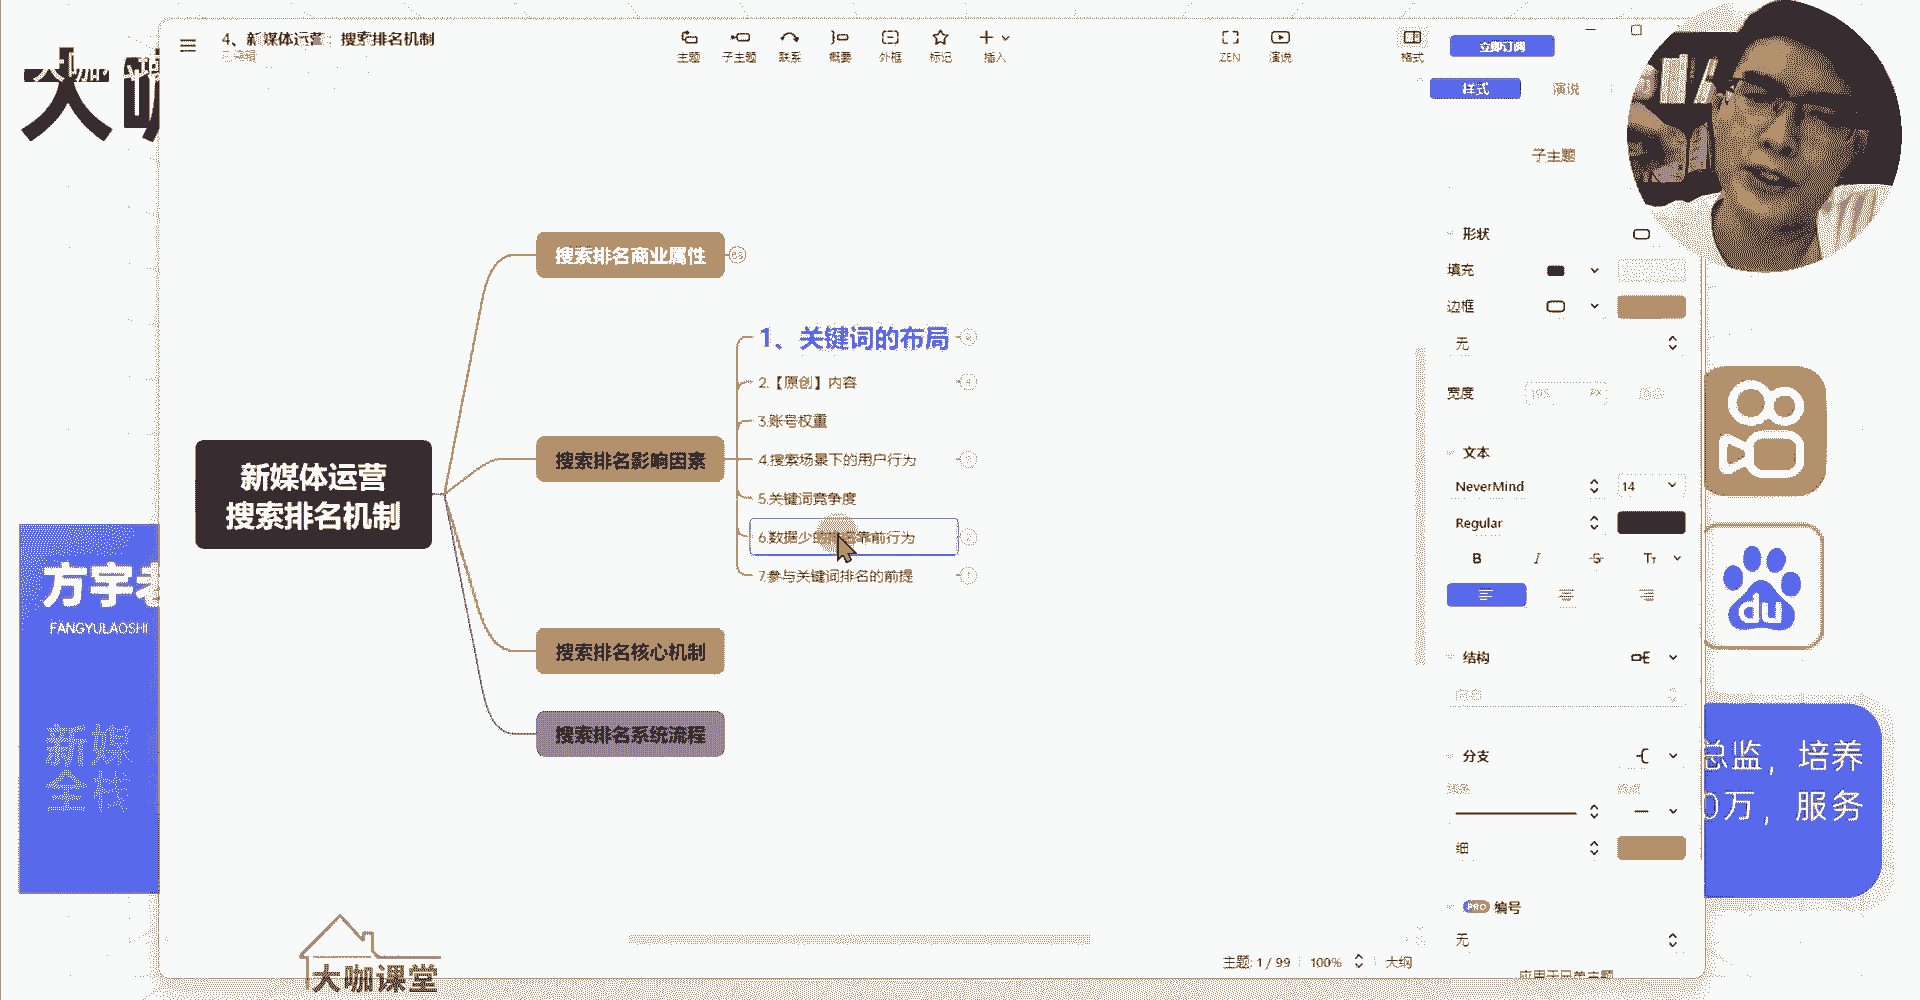 4、新媒体运营：搜索排名机制
已编辑
主题
子主题
联系
概要
外框
标记
插入
ZEN
演说
格式
立即订阅
样式
演说
子主题
大咖
形状
填充
边框
无
宽度
文本
NeverMind
14
Regular
B
I
S
Tт
结构
分支
细
PRO 编号
无
新媒体运营
搜索排名机制
搜索排名商业属性
搜索排名影响因素
1、关键词的布局
2.【原创】内容
3.账号权重
4.搜索场景下的用户行为
5.关键词竞争度
6.数据少的排名靠前行为
7.参与关键词排名的前提
搜索排名核心机制
搜索排名系统流程
方宇老
FANGYULAOSHI
新媒
全栈
du
总监，培养
0万，服务
主题: 1 / 99
100%
大纲
大咖课堂